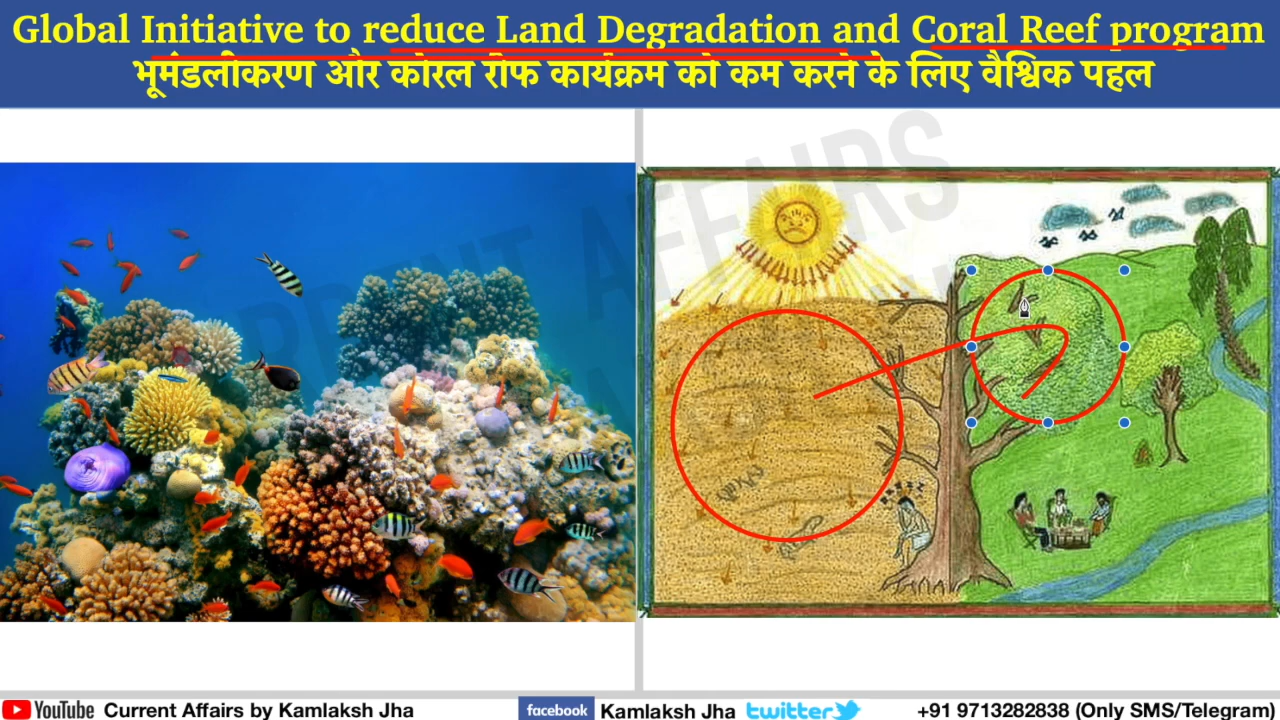 Global Initiative to reduce Land Degradation and Coral Reef program
भूमंडलीकरण और कोरल रीफ कार्यक्रम को कम करने के लिए वैश्विक पहल
AFFAIRS
YouTube Current Affairs by Kamlaksh Jha facebook Kamlaksh Jha twitter +91 9713282838 (Only SMS/Telegram)